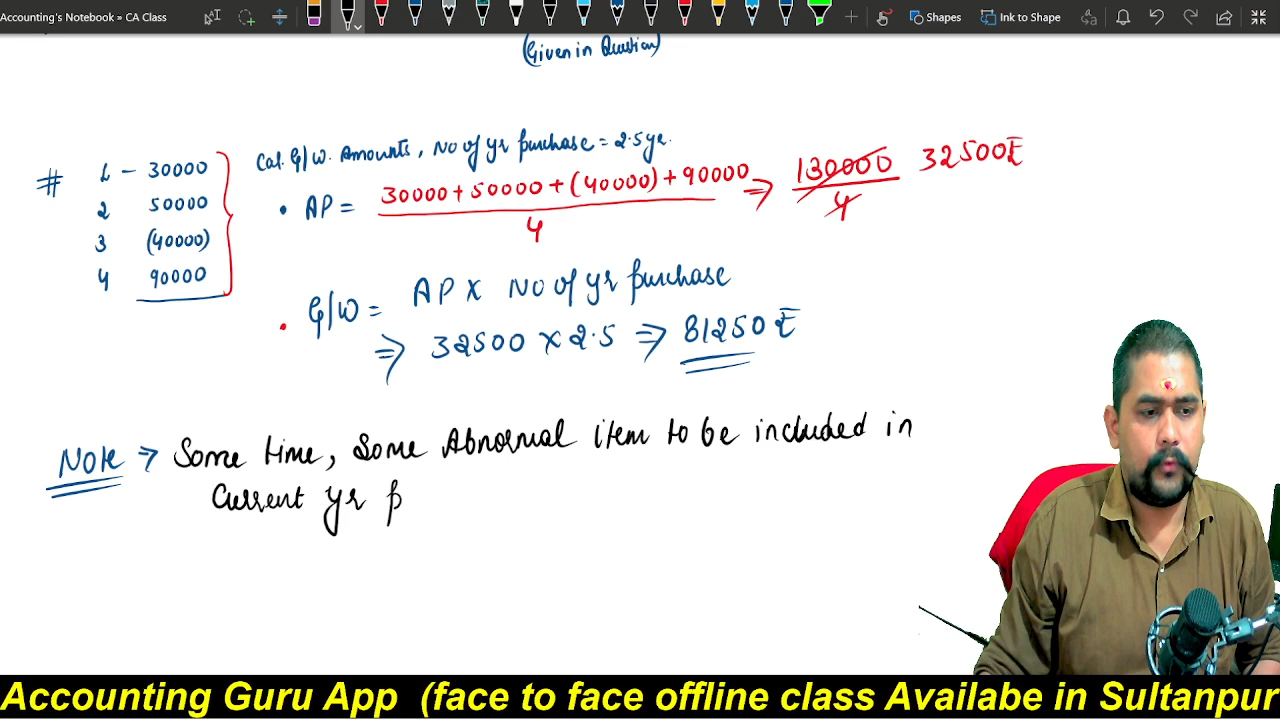 Accounting's Notebook » CA Class
Shapes
Ink to Shape
(Given in Question)
# 1 - 30000
2 50000
3 (40000)
4 90000
Cal. G/W. Amounts, No of yr purchase = 2.5 yr.
• AP = 30000 + 50000 + (40000) + 90000 / 4 ⇒ 130000 / 4 32500 ₹
• G/W = AP X No of yr purchase
⇒ 32500 X 2.5 ⇒ 81250 ₹
Note ⇒ Some time, Some Abnormal item to be included in
Current yr p
Accounting Guru App (face to face offline class Availabe in Sultanpur